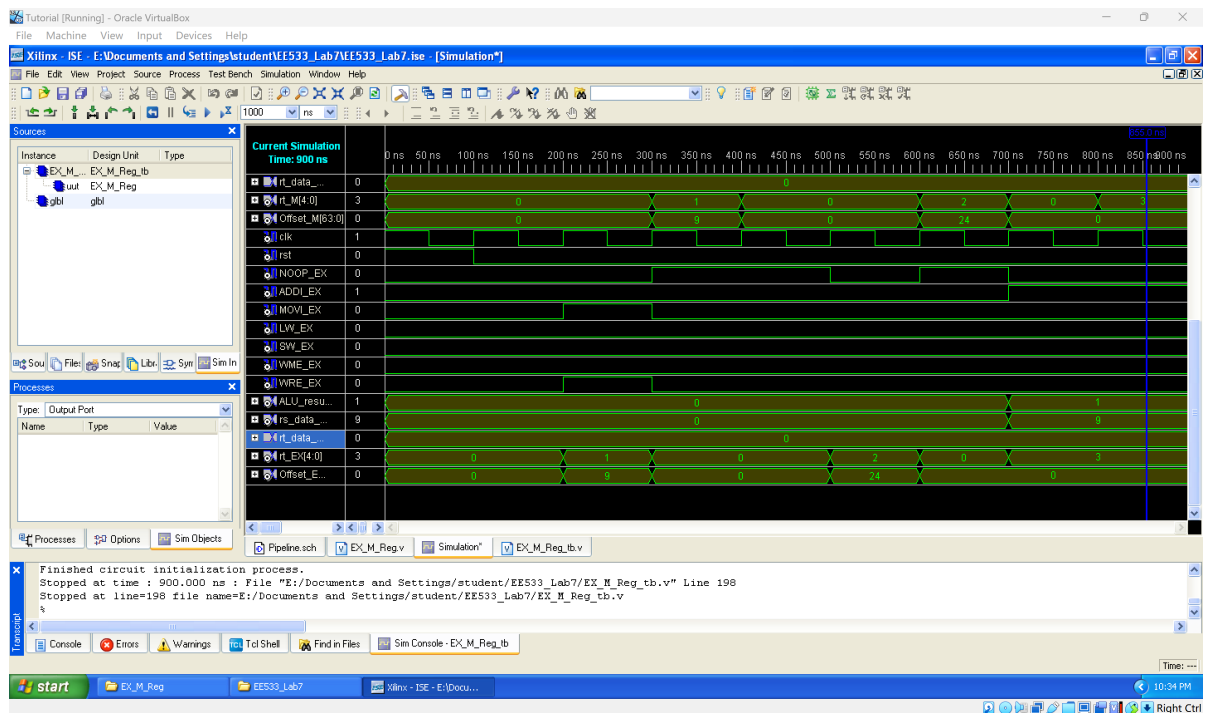 Tutorial [Running] - Oracle VirtualBox
File Machine View Input Devices Help
Xilinx - ISE - E:\Documents and Settings\student\EE533_Lab7\EE533_Lab7.ise - [Simulation*]
File Edit View Project Source Process Test Bench Simulation Window Help
1000 ns
Sources
Instance Design Unit Type
EX_M_... EX_M_Reg_tb
uut EX_M_Reg
glbl glbl
Sou Files Snap Libr. Sym Sim In
Processes
Type: Output Port
Name Type Value
Processes Options Sim Objects
Current Simulation
Time: 900 ns
0 ns 50 ns 100 ns 150 ns 200 ns 250 ns 300 ns 350 ns 400 ns 450 ns 500 ns 550 ns 600 ns 650 ns 700 ns 750 ns 800 ns 850 ns 900 ns
rt_data_... 0 0
rt_M[4:0] 3 0 1 0 2 0 3
Offset_M[63:0] 0 0 9 0 24 0
clk 1
rst 0
NOOP_EX 0
ADDI_EX 1
MOVI_EX 0
LW_EX 0
SW_EX 0
WME_EX 0
WRE_EX 0
ALU_resu... 1 0 1
rs_data_... 9 0 9
rt_data_... 0 0
rt_EX[4:0] 3 0 1 0 2 0 3
Offset_E... 0 0 9 0 24 0
Pipeline.sch EX_M_Reg.v Simulation* EX_M_Reg_tb.v
Finished circuit initialization process.
Stopped at time : 900.000 ns : File "E:/Documents and Settings/student/EE533_Lab7/EX_M_Reg_tb.v" Line 198
Stopped at line=198 file name=E:/Documents and Settings/student/EE533_Lab7/EX_M_Reg_tb.v
%
Transcript
Console Errors Warnings Tcl Shell Find in Files Sim Console - EX_M_Reg_tb
Time: ---
start EX_M_Reg EE533_Lab7 Xilinx - ISE - E:\Docu... 10:34 PM
Right Ctrl